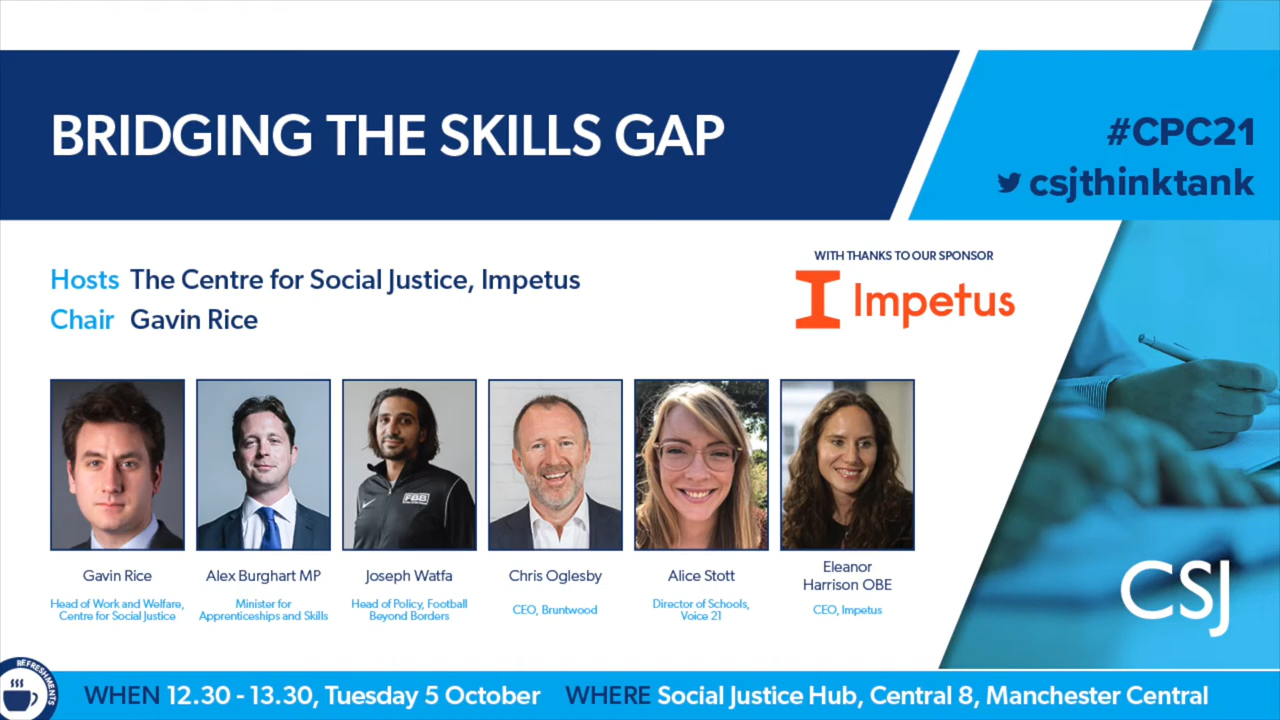 BRIDGING THE SKILLS GAP
#CPC21
csjthinktank
Hosts The Centre for Social Justice, Impetus
Chair Gavin Rice
WITH THANKS TO OUR SPONSOR
Impetus
FBB
Gavin Rice
Head of Work and Welfare,
Centre for Social Justice
Alex Burghart MP
Minister for
Apprenticeships and Skills
Joseph Watfa
Head of Policy, Football
Beyond Borders
Chris Oglesby
CEO, Bruntwood
Alice Stott
Director of Schools,
Voice 21
Eleanor
Harrison OBE
CEO, Impetus
CSJ
REFRESHMENTS
WHEN 12.30 - 13.30, Tuesday 5 October WHERE Social Justice Hub, Central 8, Manchester Central